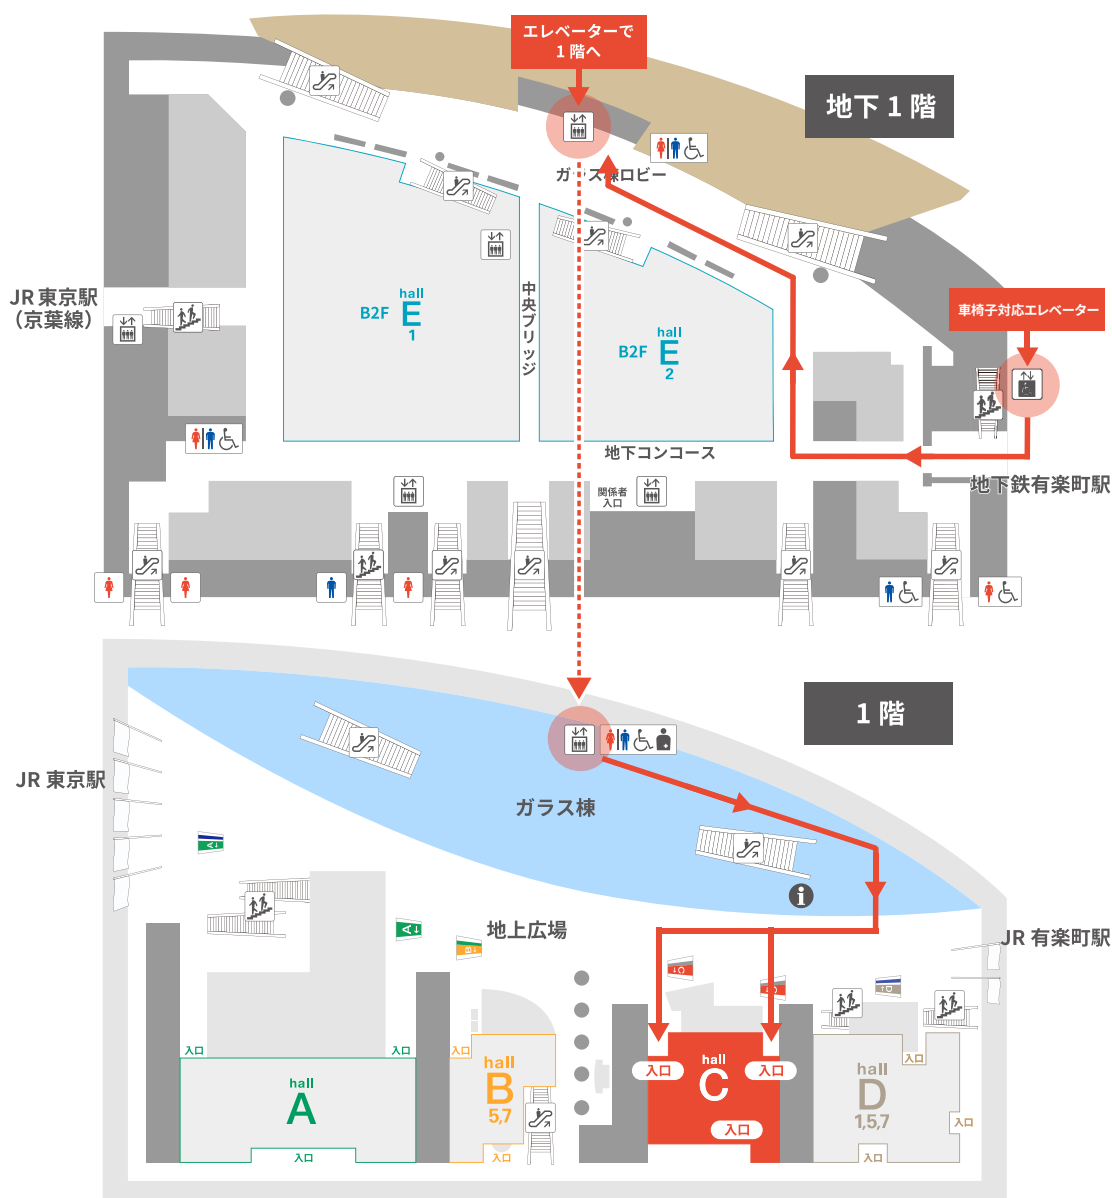 エレベーターで
1階へ
地下1階
ガラス棟ロビー
JR東京駅
（京葉線）
hall
B2F E
1
中央ブリッジ
hall
B2F E
2
車椅子対応エレベーター
地下コンコース
関係者
入口
地下鉄有楽町駅
1階
JR 東京駅
ガラス棟
i
A↓
A↓
地上広場
B↓
JR 有楽町駅
C↓
C↓
D↓
入口
入口
入口
hall
A
入口
hall
B
5,7
入口
hall
C
入口
入口
入口
hall
D
1,5,7
入口
入口
入口